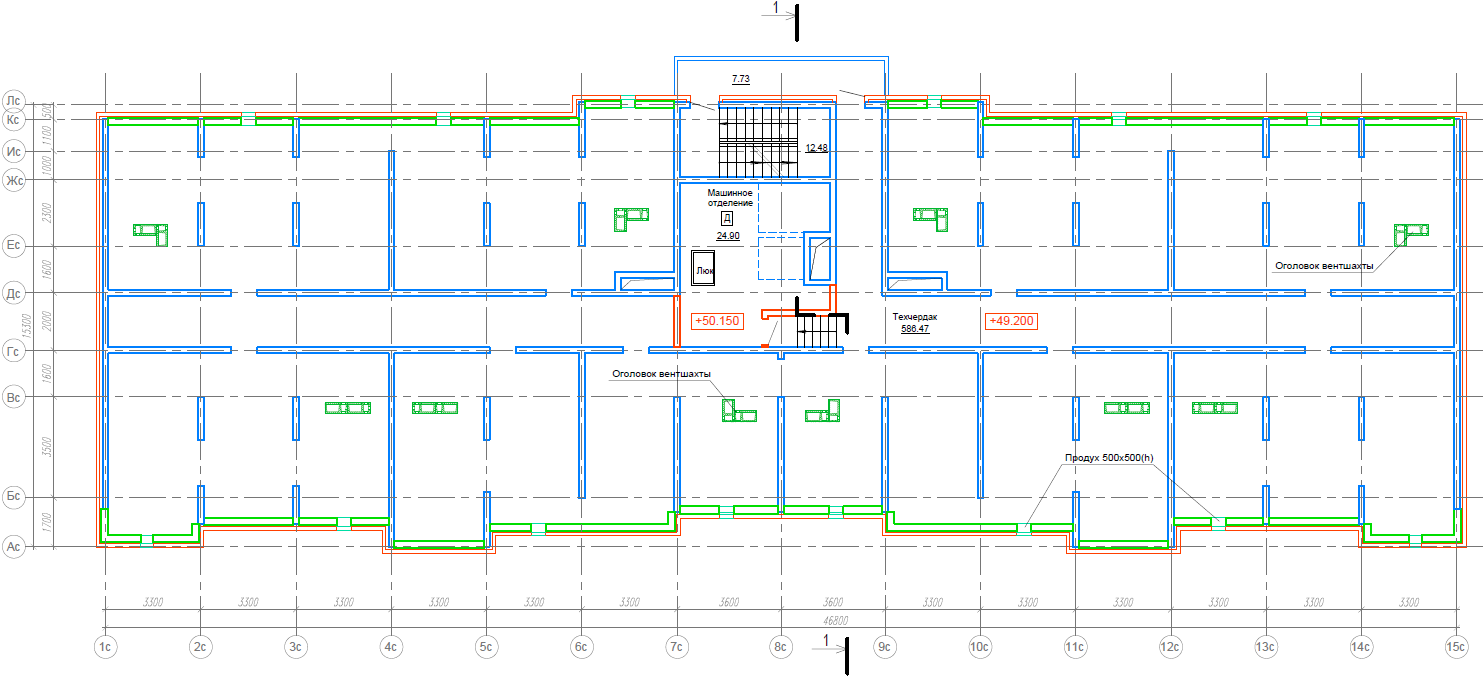 1
7.73
Лс
Кс
Ис
Жс
Ес
Дс
Гс
Вс
Бс
Ас
500
1100
1000
2300
1600
2000
1600
3500
1700
15300
12.48
Машинное
отделение
Д
24.90
Люк
Оголовок вентшахты
+50.150
Техчердак
586.47
+49.200
Оголовок вентшахты
Продух 500х500(h)
3300 3300 3300 3300 3300 3300 3600 3600 3300 3300 3300 3300 3300 3300
46800
1с 2с 3с 4с 5с 6с 7с 8с 9с 10с 11с 12с 13с 14с 15с
1